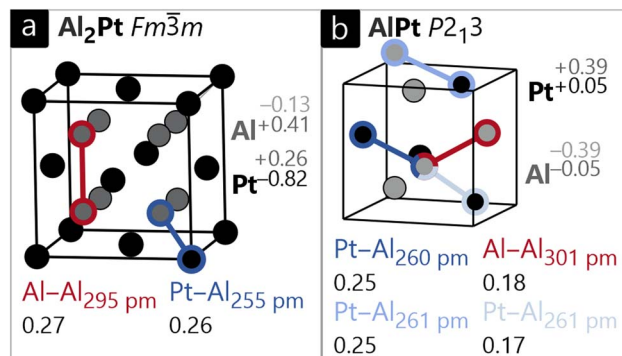 a Al₂Pt Fm3̅m
−0.13
Al+0.41
+0.26
Pt−0.82
Al–Al295 pm Pt–Al255 pm
0.27 0.26
b AlPt P2₁3
+0.39
Pt+0.05
−0.39
Al−0.05
Pt–Al260 pm Al–Al301 pm
0.25 0.18
Pt–Al261 pm Pt–Al261 pm
0.25 0.17